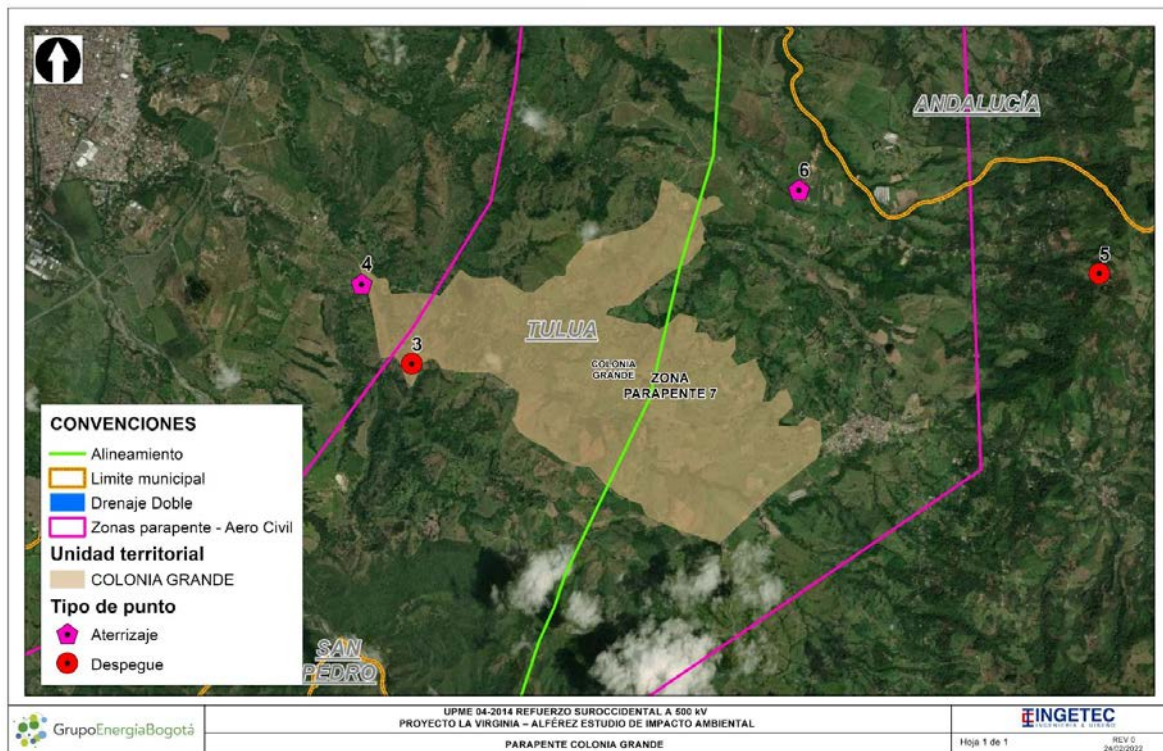 ANDALUCÍA
6
5
4
3
TULUA
COLONIA
GRANDE
ZONA
PARAPENTE 7
CONVENCIONES
Alineamiento
Limite municipal
Drenaje Doble
Zonas parapente - Aero Civil
Unidad territorial
COLONIA GRANDE
Tipo de punto
Aterrizaje
Despegue
SAN
PEDRO
GrupoEnergíaBogotá
UPME 04-2014 REFUERZO SUROCCIDENTAL A 500 kV
PROYECTO LA VIRGINIA – ALFÉREZ ESTUDIO DE IMPACTO AMBIENTAL
PARAPENTE COLONIA GRANDE
INGETEC
INGENIERÍA & DISEÑO
Hoja 1 de 1
REV 0
24/02/2022